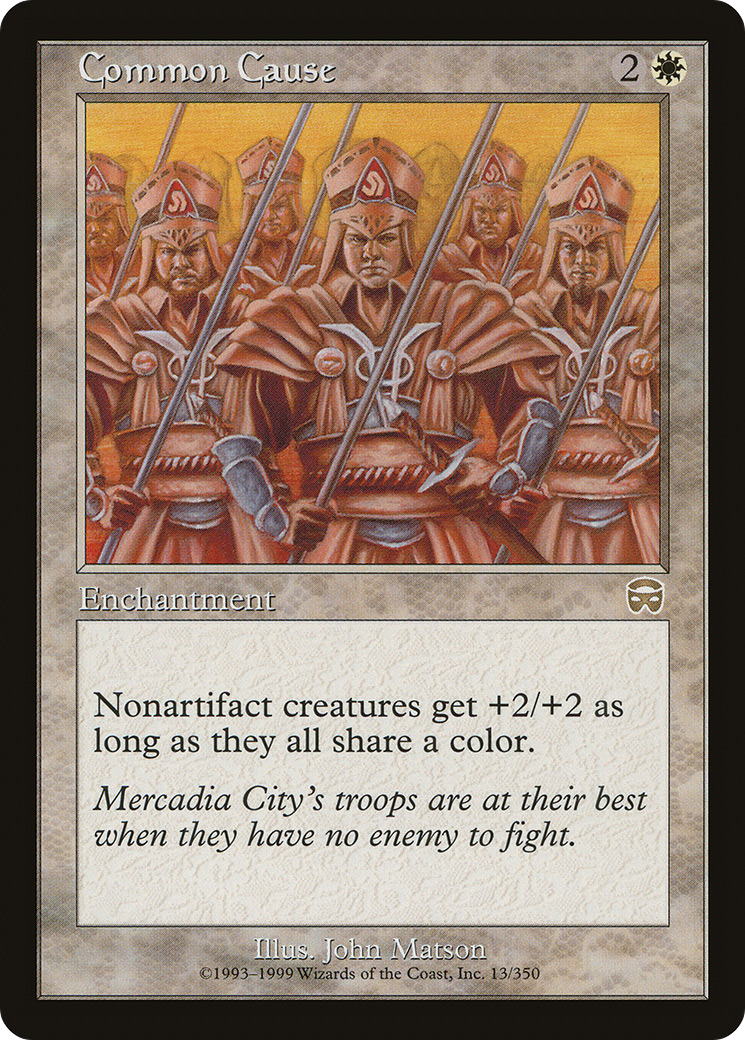 Common Cause
2
Enchantment
Nonartifact creatures get +2/+2 as
long as they all share a color.
Mercadia City's troops are at their best
when they have no enemy to fight.
Illus. John Matson
©1993–1999 Wizards of the Coast, Inc. 13/350